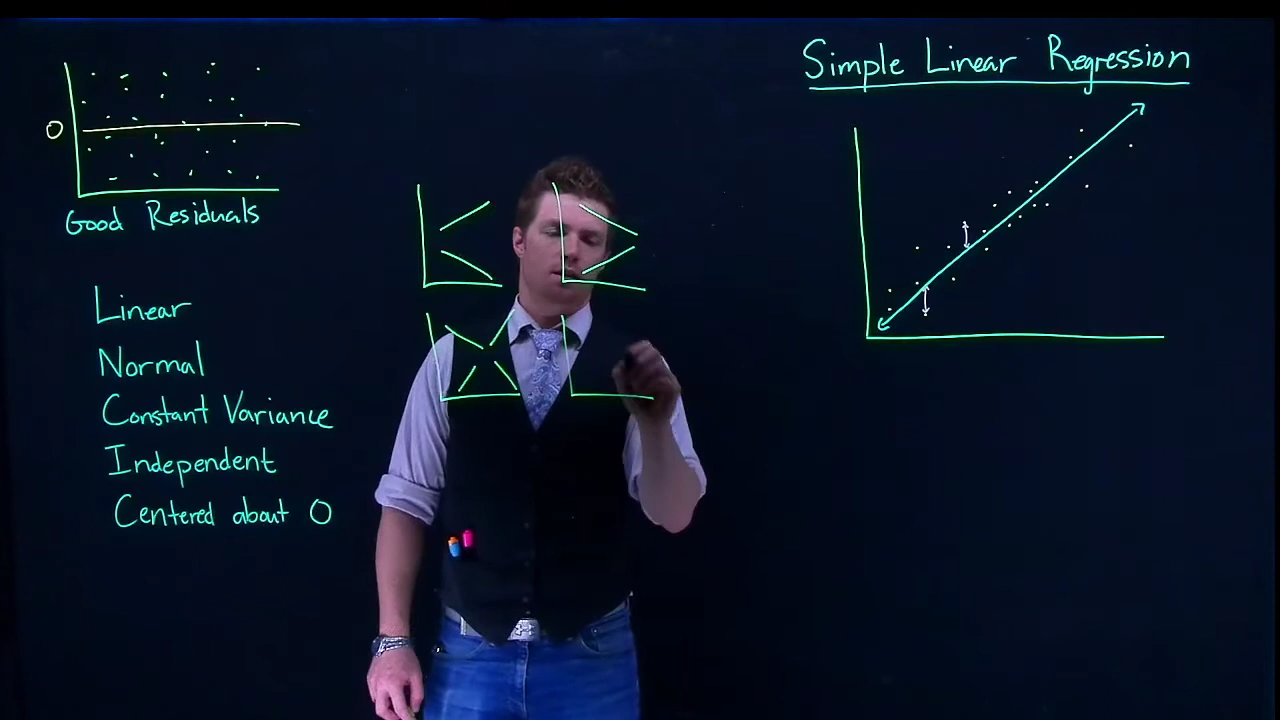 Simple Linear Regression
0
Good Residuals
Linear
Normal
Constant Variance
Independent
Centered about 0